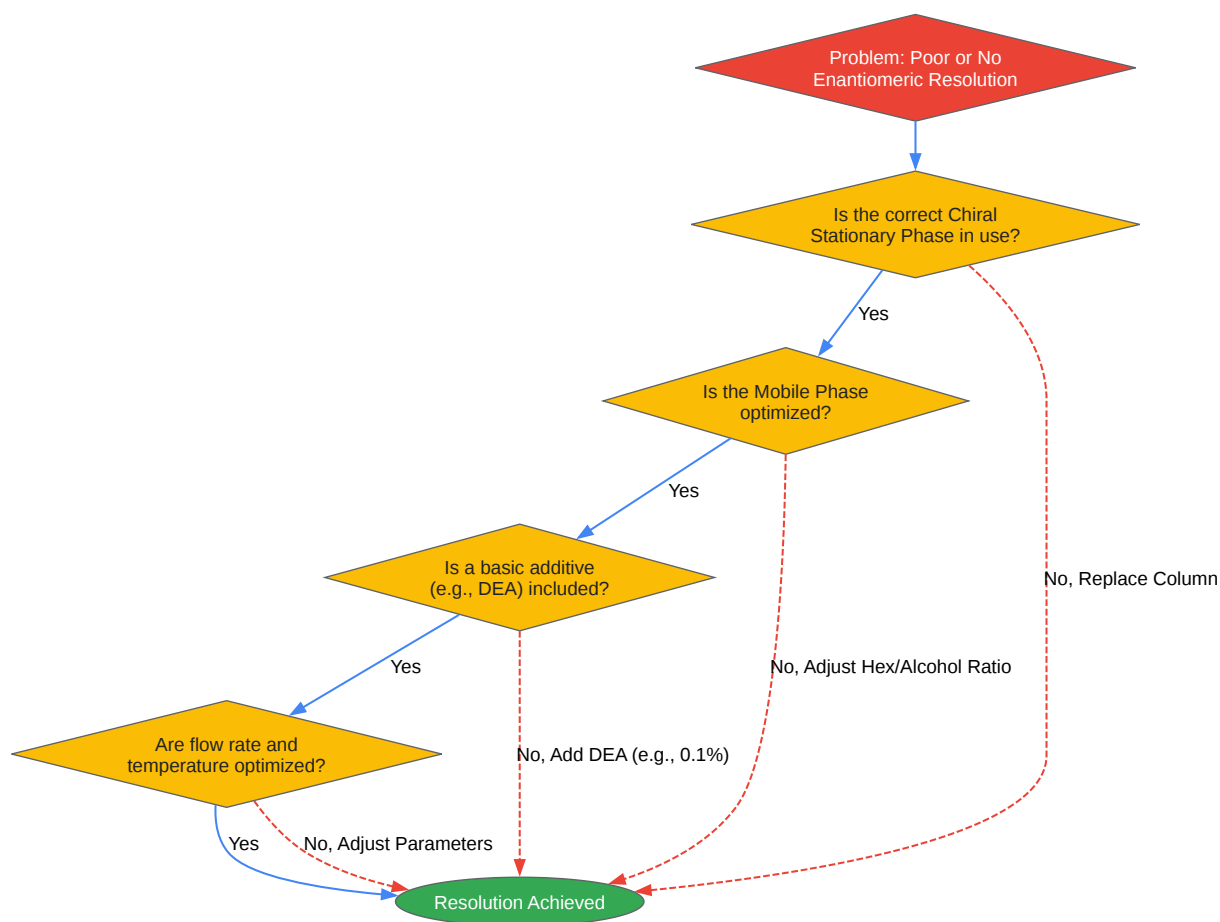 Problem: Poor or No
Enantiomeric Resolution
Is the correct Chiral
Stationary Phase in use?
Yes
Is the Mobile Phase
optimized?
Yes
Is a basic additive
(e.g., DEA) included?
No, Replace Column
Yes
No, Adjust Hex/Alcohol Ratio
Are flow rate and
temperature optimized?
No, Add DEA (e.g., 0.1%)
Yes
No, Adjust Parameters
Resolution Achieved